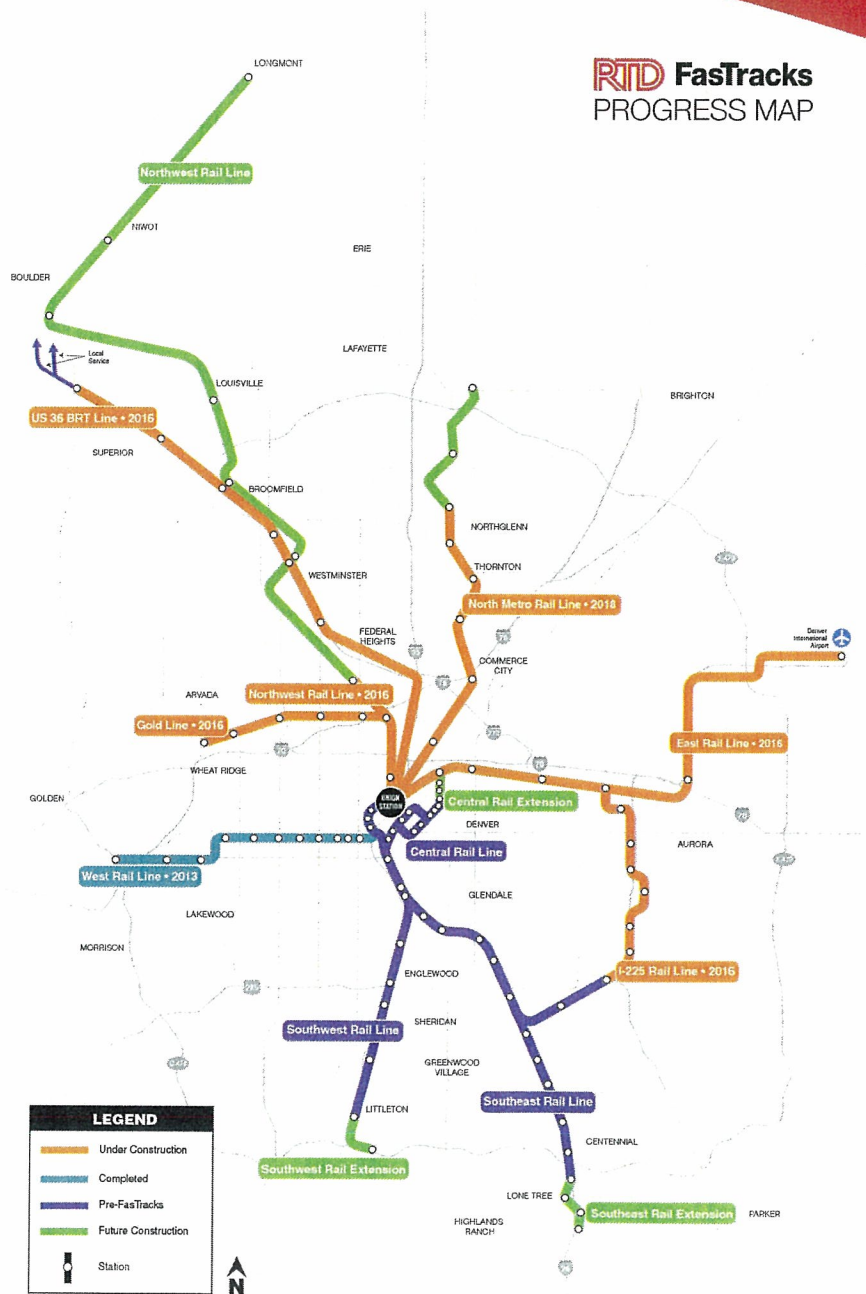 RTD FasTracks
PROGRESS MAP
LONGMONT
Northwest Rail Line
NIWOT
ERIE
BOULDER
Local
Service
LAFAYETTE
LOUISVILLE
BRIGHTON
US 36 BRT Line • 2016
SUPERIOR
BROOMFIELD
NORTHGLENN
THORNTON
WESTMINSTER
North Metro Rail Line • 2018
FEDERAL
HEIGHTS
Denver
International
Airport
COMMERCE
CITY
ARVADA
Northwest Rail Line • 2016
Gold Line • 2016
East Rail Line • 2016
WHEAT RIDGE
GOLDEN
UNION
STATION
Central Rail Extension
DENVER
Central Rail Line
AURORA
West Rail Line • 2013
GLENDALE
LAKEWOOD
MORRISON
ENGLEWOOD
I-225 Rail Line • 2016
285
SHERIDAN
Southwest Rail Line
GREENWOOD
VILLAGE
Southeast Rail Line
LITTLETON
CENTENNIAL
Southwest Rail Extension
LONE TREE
Southeast Rail Extension
PARKER
HIGHLANDS
RANCH
LEGEND
Under Construction
Completed
Pre-FasTracks
Future Construction
Station
N